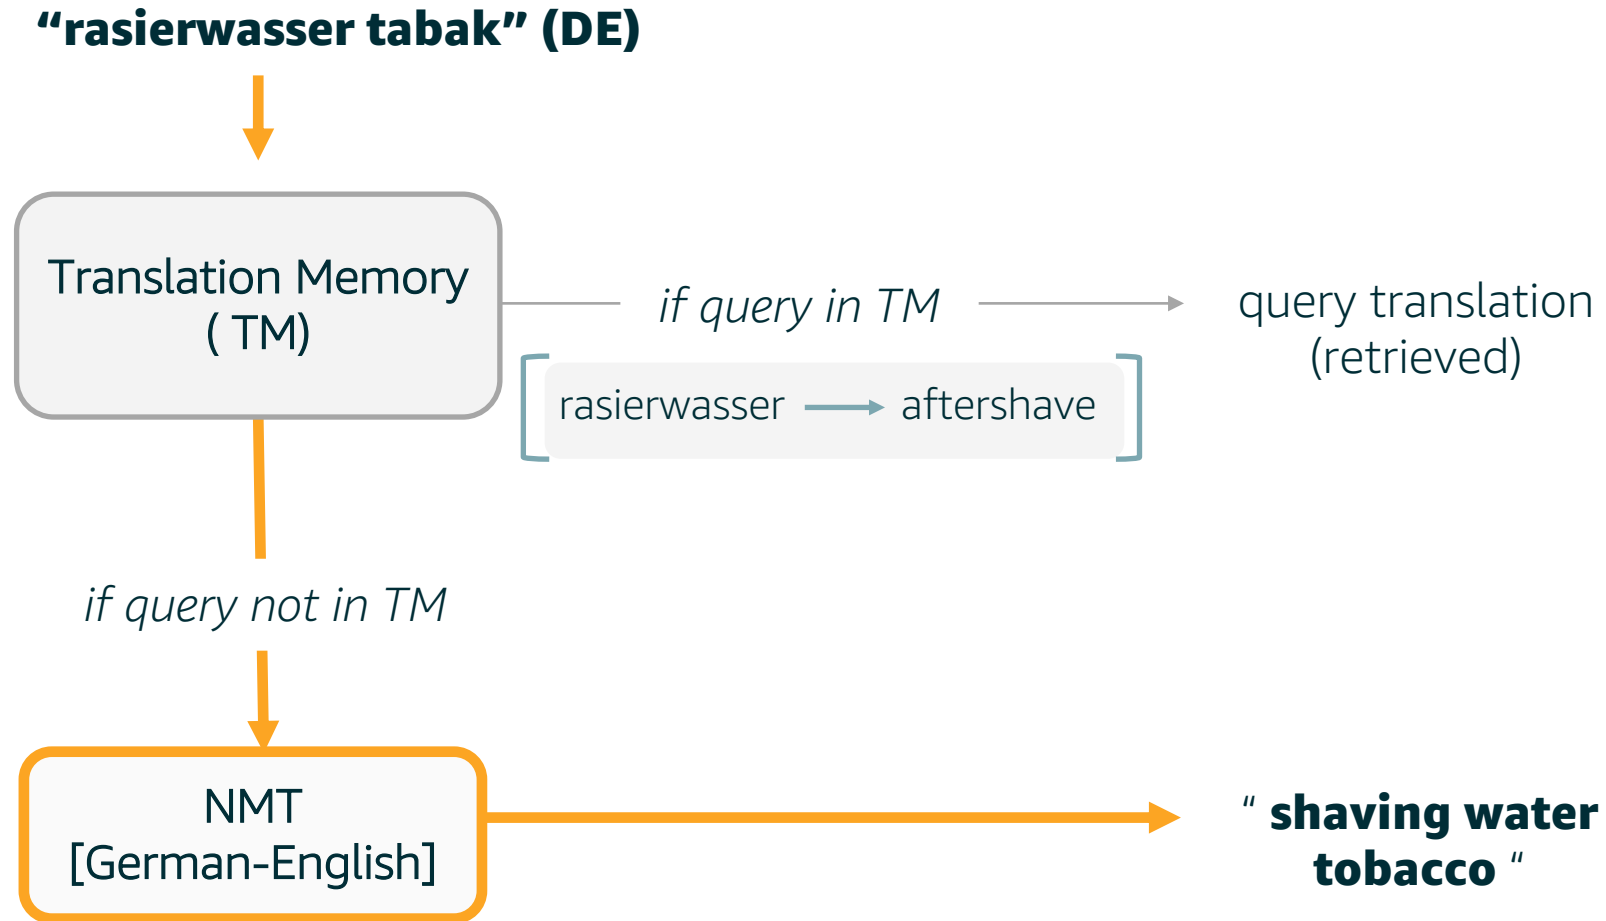 “rasierwasser tabak” (DE)
Translation Memory
( TM)
if query in TM
query translation
(retrieved)
rasierwasser
aftershave
if query not in TM
NMT
[German-English]
“ shaving water
tobacco “